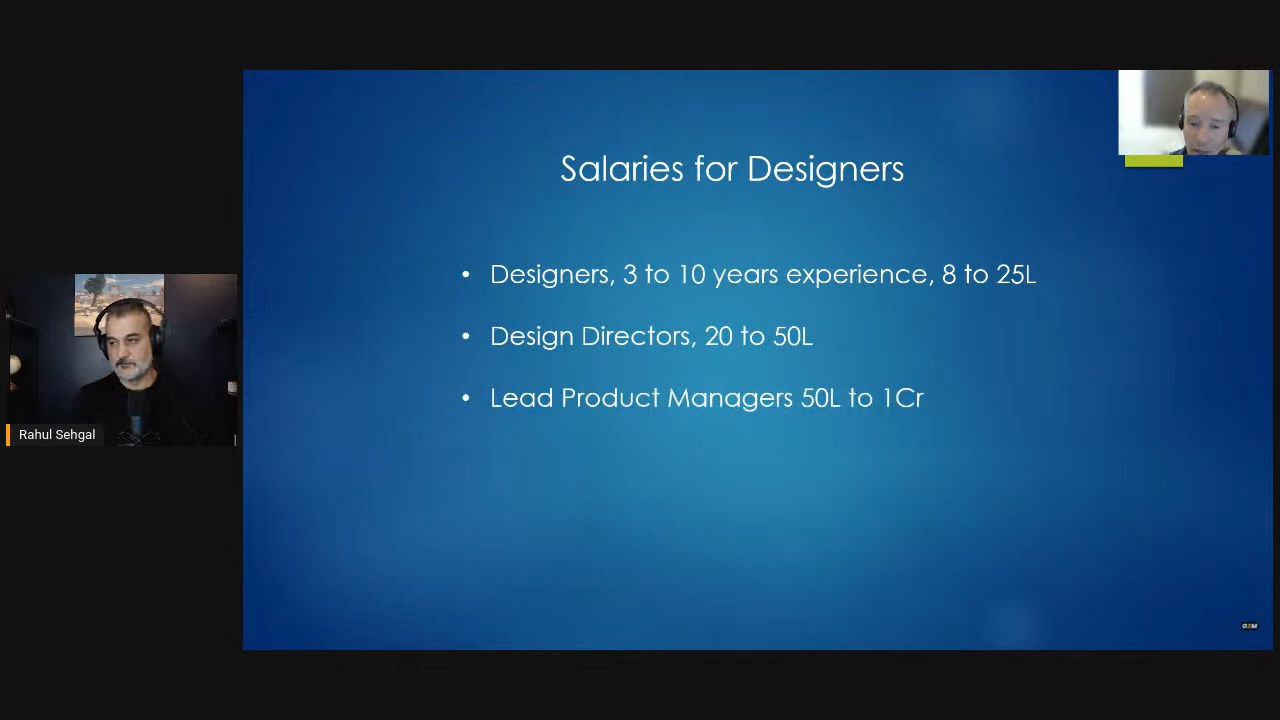 Salaries for Designers
• Designers, 3 to 10 years experience, 8 to 25L
• Design Directors, 20 to 50L
• Lead Product Managers 50L to 1Cr
Rahul Sehgal